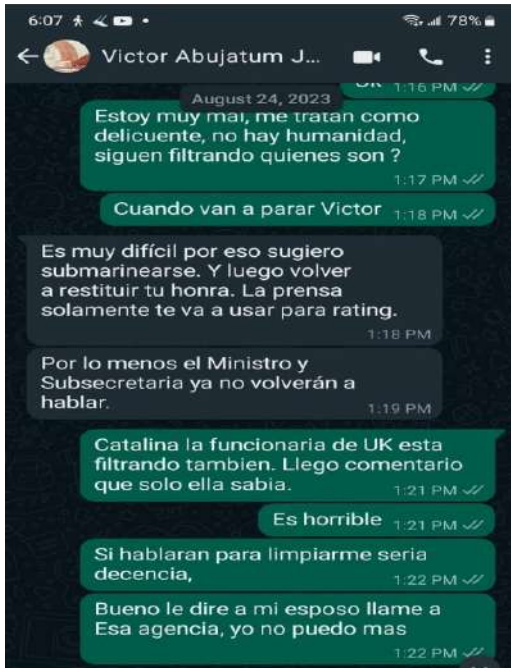 6:07
78%
Victor Abujatum J...
OK 1:16 PM
August 24, 2023
Estoy muy mal, me tratan como
delicuente, no hay humanidad,
siguen filtrando quienes son ?
1:17 PM
Cuando van a parar Victor 1:18 PM
Es muy difícil por eso sugiero
submarinearse. Y luego volver
a restituir tu honra. La prensa
solamente te va a usar para rating.
1:18 PM
Por lo menos el Ministro y
Subsecretaria ya no volverán a
hablar.
1:19 PM
Catalina la funcionaria de UK esta
filtrando tambien. Llego comentario
que solo ella sabia.
1:21 PM
Es horrible 1:21 PM
Si hablaran para limpiarme seria
decencia,
1:22 PM
Bueno le dire a mi esposo llame a
Esa agencia, yo no puedo mas
1:22 PM